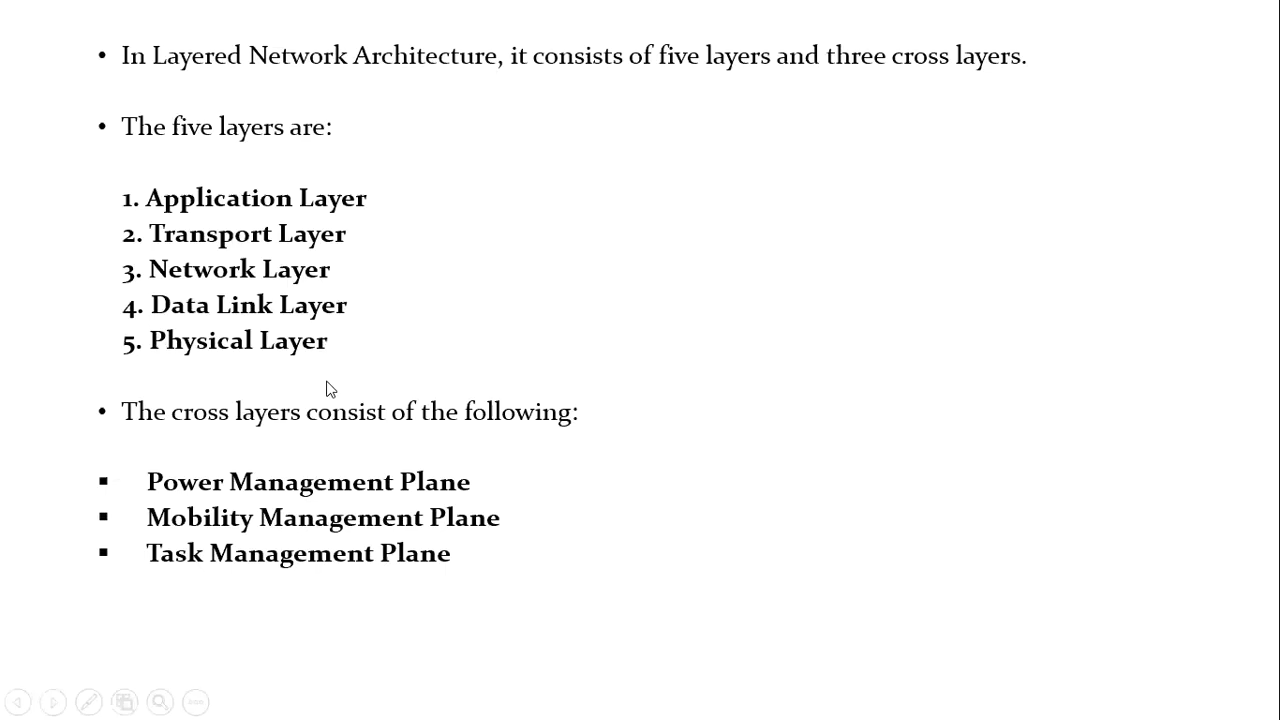 • In Layered Network Architecture, it consists of five layers and three cross layers.
• The five layers are:
1. Application Layer
2. Transport Layer
3. Network Layer
4. Data Link Layer
5. Physical Layer
• The cross layers consist of the following:
▪ Power Management Plane
▪ Mobility Management Plane
▪ Task Management Plane